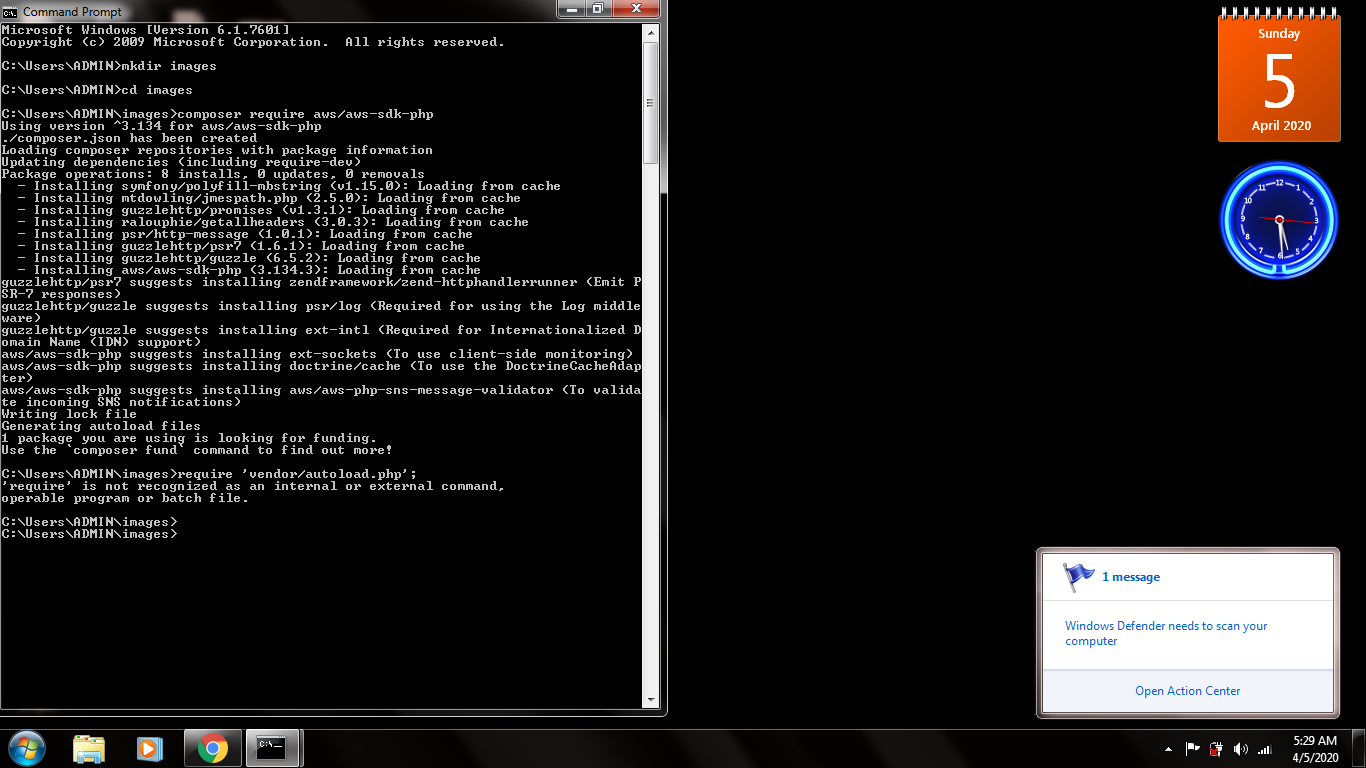 Command Prompt
Microsoft Windows [Version 6.1.7601]
Copyright (c) 2009 Microsoft Corporation.  All rights reserved.
C:\Users\ADMIN>mkdir images
C:\Users\ADMIN>cd images
C:\Users\ADMIN\images>composer require aws/aws-sdk-php
Using version ^3.134 for aws/aws-sdk-php
./composer.json has been created
Loading composer repositories with package information
Updating dependencies (including require-dev)
Package operations: 8 installs, 0 updates, 0 removals
  - Installing symfony/polyfill-mbstring (v1.15.0): Loading from cache
  - Installing mtdowling/jmespath.php (2.5.0): Loading from cache
  - Installing guzzlehttp/promises (v1.3.1): Loading from cache
  - Installing ralouphie/getallheaders (3.0.3): Loading from cache
  - Installing psr/http-message (1.0.1): Loading from cache
  - Installing guzzlehttp/psr7 (1.6.1): Loading from cache
  - Installing guzzlehttp/guzzle (6.5.2): Loading from cache
  - Installing aws/aws-sdk-php (3.134.3): Loading from cache
guzzlehttp/psr7 suggests installing zendframework/zend-httphandlerrunner (Emit P
SR-7 responses)
guzzlehttp/guzzle suggests installing psr/log (Required for using the Log middle
ware)
guzzlehttp/guzzle suggests installing ext-intl (Required for Internationalized D
omain Name (IDN) support)
aws/aws-sdk-php suggests installing ext-sockets (To use client-side monitoring)
aws/aws-sdk-php suggests installing doctrine/cache (To use the DoctrineCacheAdap
ter)
aws/aws-sdk-php suggests installing aws/aws-php-sns-message-validator (To valida
te incoming SNS notifications)
Writing lock file
Generating autoload files
1 package you are using is looking for funding.
Use the `composer fund` command to find out more!
C:\Users\ADMIN\images>require 'vendor/autoload.php';
'require' is not recognized as an internal or external command,
operable program or batch file.
C:\Users\ADMIN\images>
C:\Users\ADMIN\images>
Sunday
5
April 2020
12
1
2
3
4
5
6
7
8
9
10
11
1 message
Windows Defender needs to scan your
computer
Open Action Center
C:\_
5:29 AM
4/5/2020